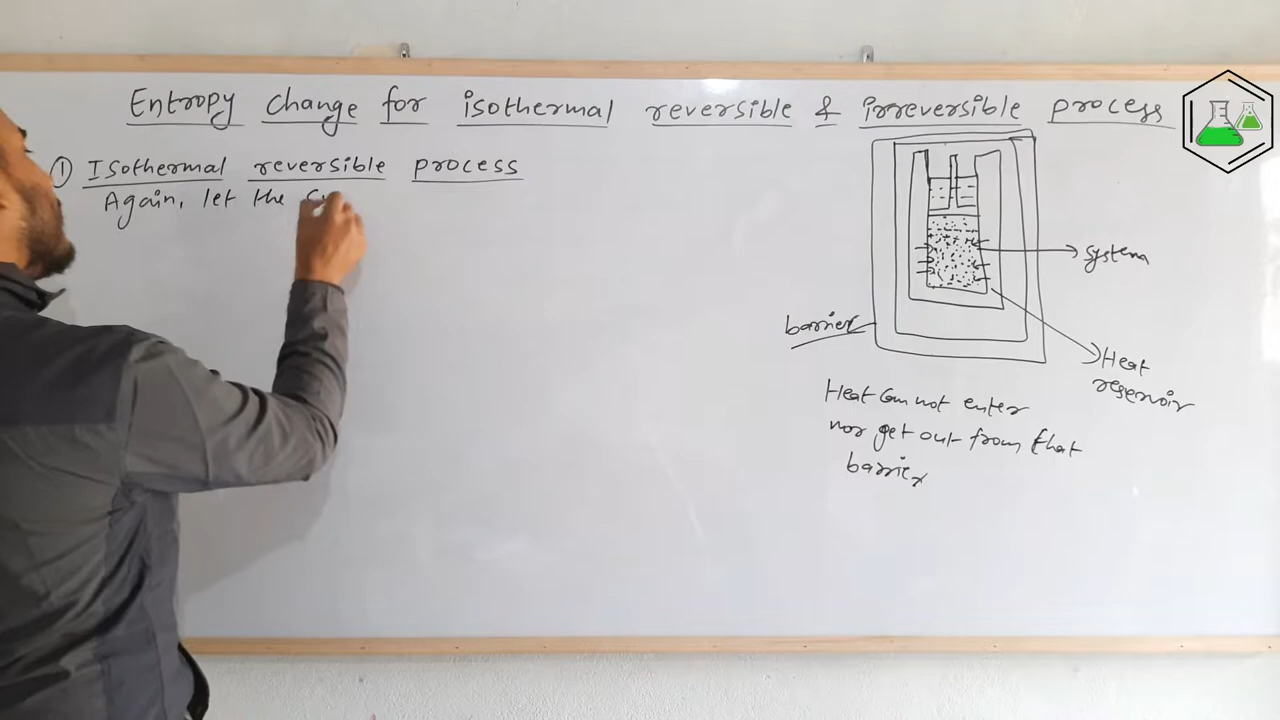 Entropy change for isothermal reversible & irreversible process
① Isothermal reversible process
Again, let the
system
barrier
Heat
reservoir
Heat can not enter
nor get out from that
barrier